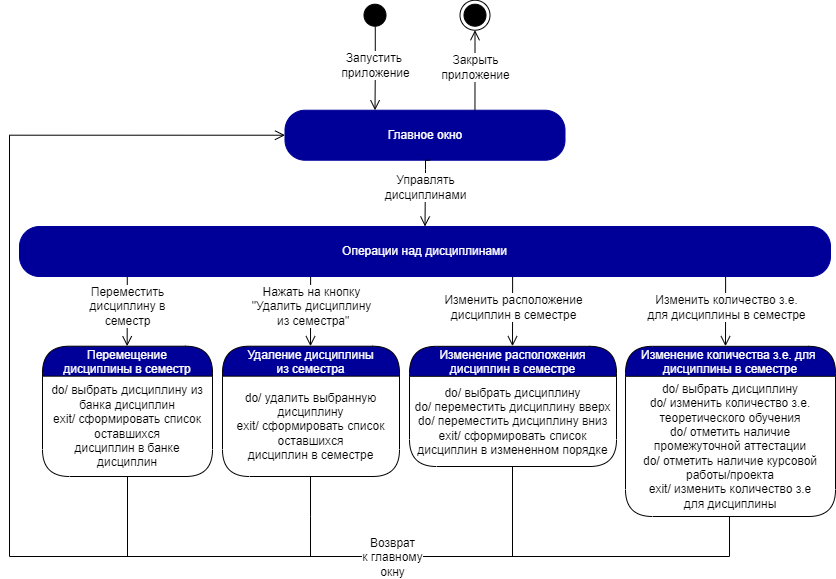 Запустить
приложение
Закрыть
приложение
Главное окно
Управлять
дисциплинами
Операции над дисциплинами
Переместить
дисциплину в
семестр
Нажать на кнопку
"Удалить дисциплину
из семестра"
Изменить расположение
дисциплин в семестре
Изменить количество з.е.
для дисциплины в семестре
Перемещение
дисциплины в семестр
do/ выбрать дисциплину из
банка дисциплин
exit/ сформировать список
оставшихся
дисциплин в банке
дисциплин
Удаление дисциплины
из семестра
do/ удалить выбранную
дисциплину
exit/ сформировать список
оставшихся
дисциплин в семестре
Изменение расположения
дисциплин в семестре
do/ выбрать дисциплину
do/ переместить дисциплину вверх
do/ переместить дисциплину вниз
exit/ сформировать список
дисциплин в измененном порядке
Изменение количества з.е. для
дисциплины в семестре
do/ выбрать дисциплину
do/ изменить количество з.е.
теоретического обучения
do/ отметить наличие
промежуточной аттестации
do/ отметить наличие курсовой
работы/проекта
exit/ изменить количество з.е
для дисциплины
Возврат
к главному
окну